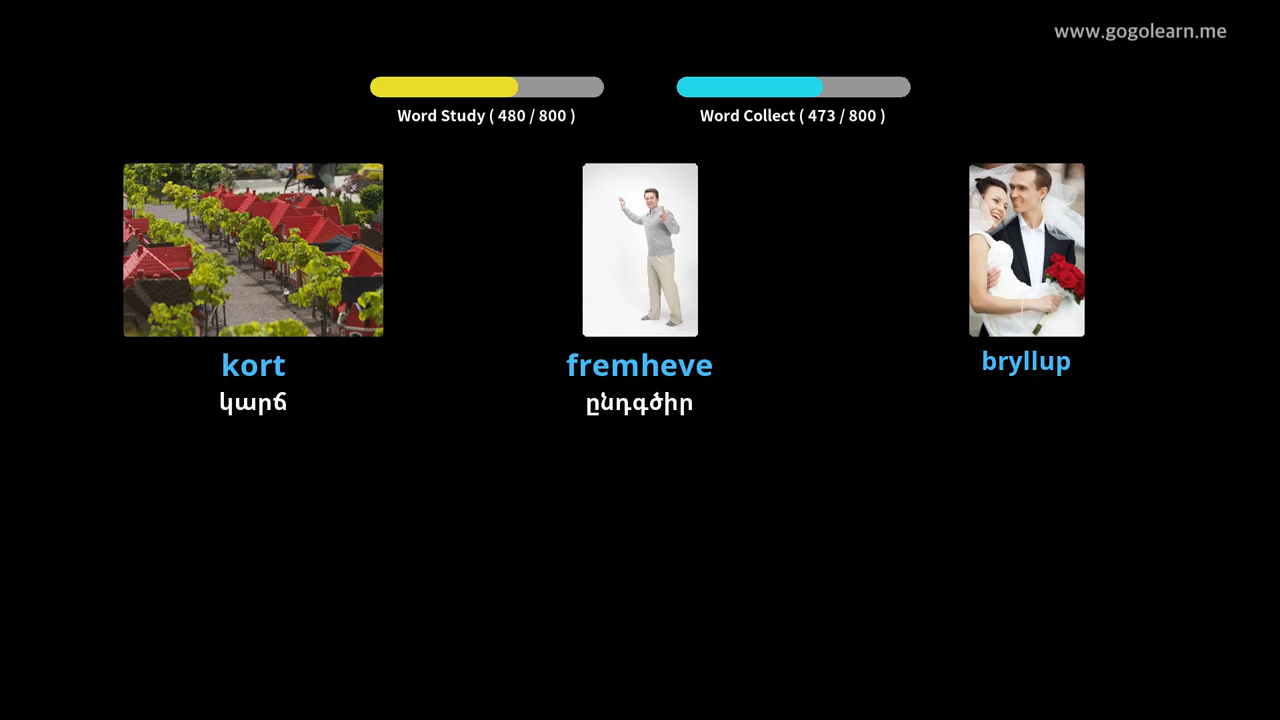 www.gogolearn.me
Word Study ( 480 / 800 )
Word Collect ( 473 / 800 )
kort
fremheve
bryllup
կարճ
ընդգծիր